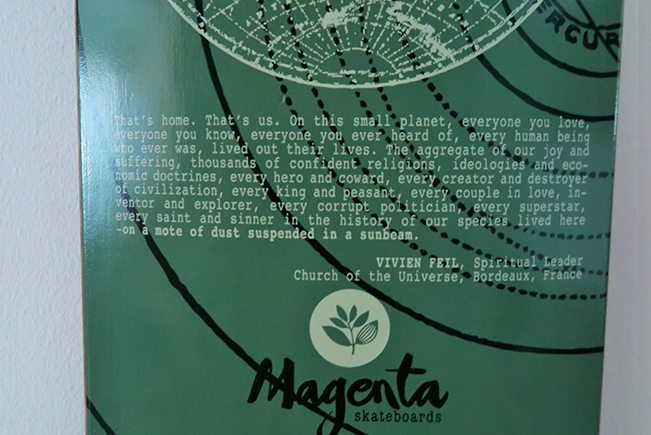 MERCUR
That's home. That's us. On this small planet, everyone you love,
everyone you know, everyone you ever heard of, every human being
who ever was, lived out their lives. The aggregate of our joy and
suffering, thousands of confident religions, ideologies and eco-
nomic doctrines, every hero and coward, every creator and destroyer
of civilization, every king and peasant, every couple in love, in-
ventor and explorer, every corrupt politician, every superstar,
every saint and sinner in the history of our species lived here
-on a mote of dust suspended in a sunbeam.
VIVIEN FEIL, Spiritual Leader
Church of the Universe, Bordeaux, France
Magenta
skateboards